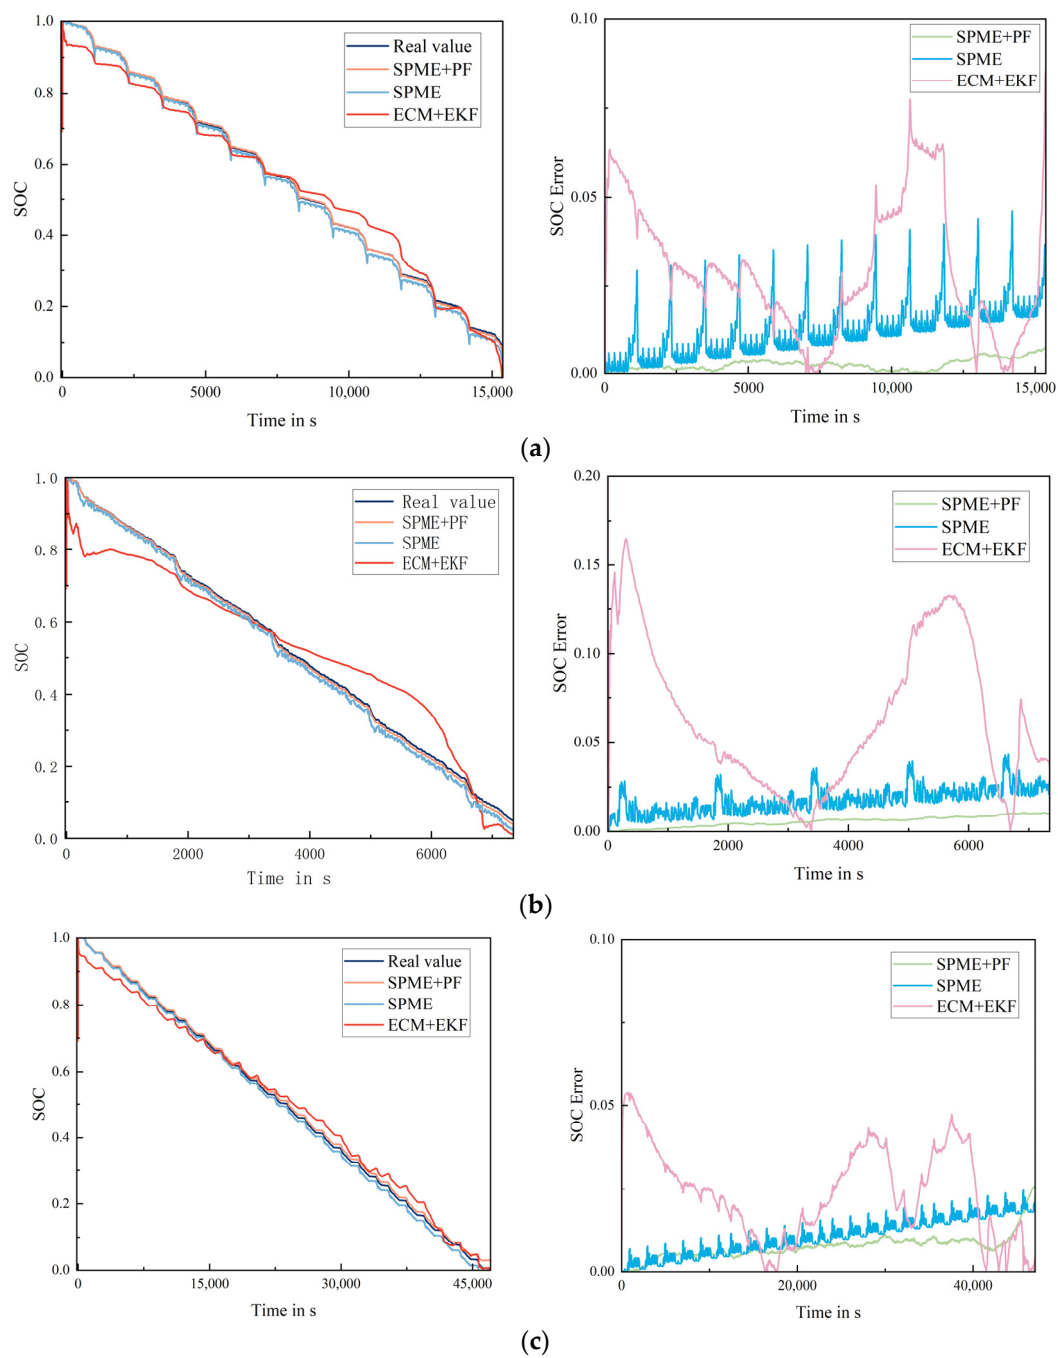 1.0
0.8
0.6
0.4
0.2
0.0
SOC
Real value
SPME+PF
SPME
ECM+EKF
0 5000 10,000 15,000
Time in s
0.10
0.05
0.00
SOC Error
SPME+PF
SPME
ECM+EKF
0 5000 10,000 15,000
Time in s
(a)
1.0
0.8
0.6
0.4
0.2
0.0
SOC
Real value
SPME+PF
SPME
ECM+EKF
0 2000 4000 6000
Time in s
0.20
0.15
0.10
0.05
0.00
SOC Error
SPME+PF
SPME
ECM+EKF
0 2000 4000 6000
Time in s
(b)
1.0
0.8
0.6
0.4
0.2
0.0
SOC
Real value
SPME+PF
SPME
ECM+EKF
0 15,000 30,000 45,000
Time in s
0.10
0.05
0.00
SOC Error
SPME+PF
SPME
ECM+EKF
0 20,000 40,000
Time in s
(c)